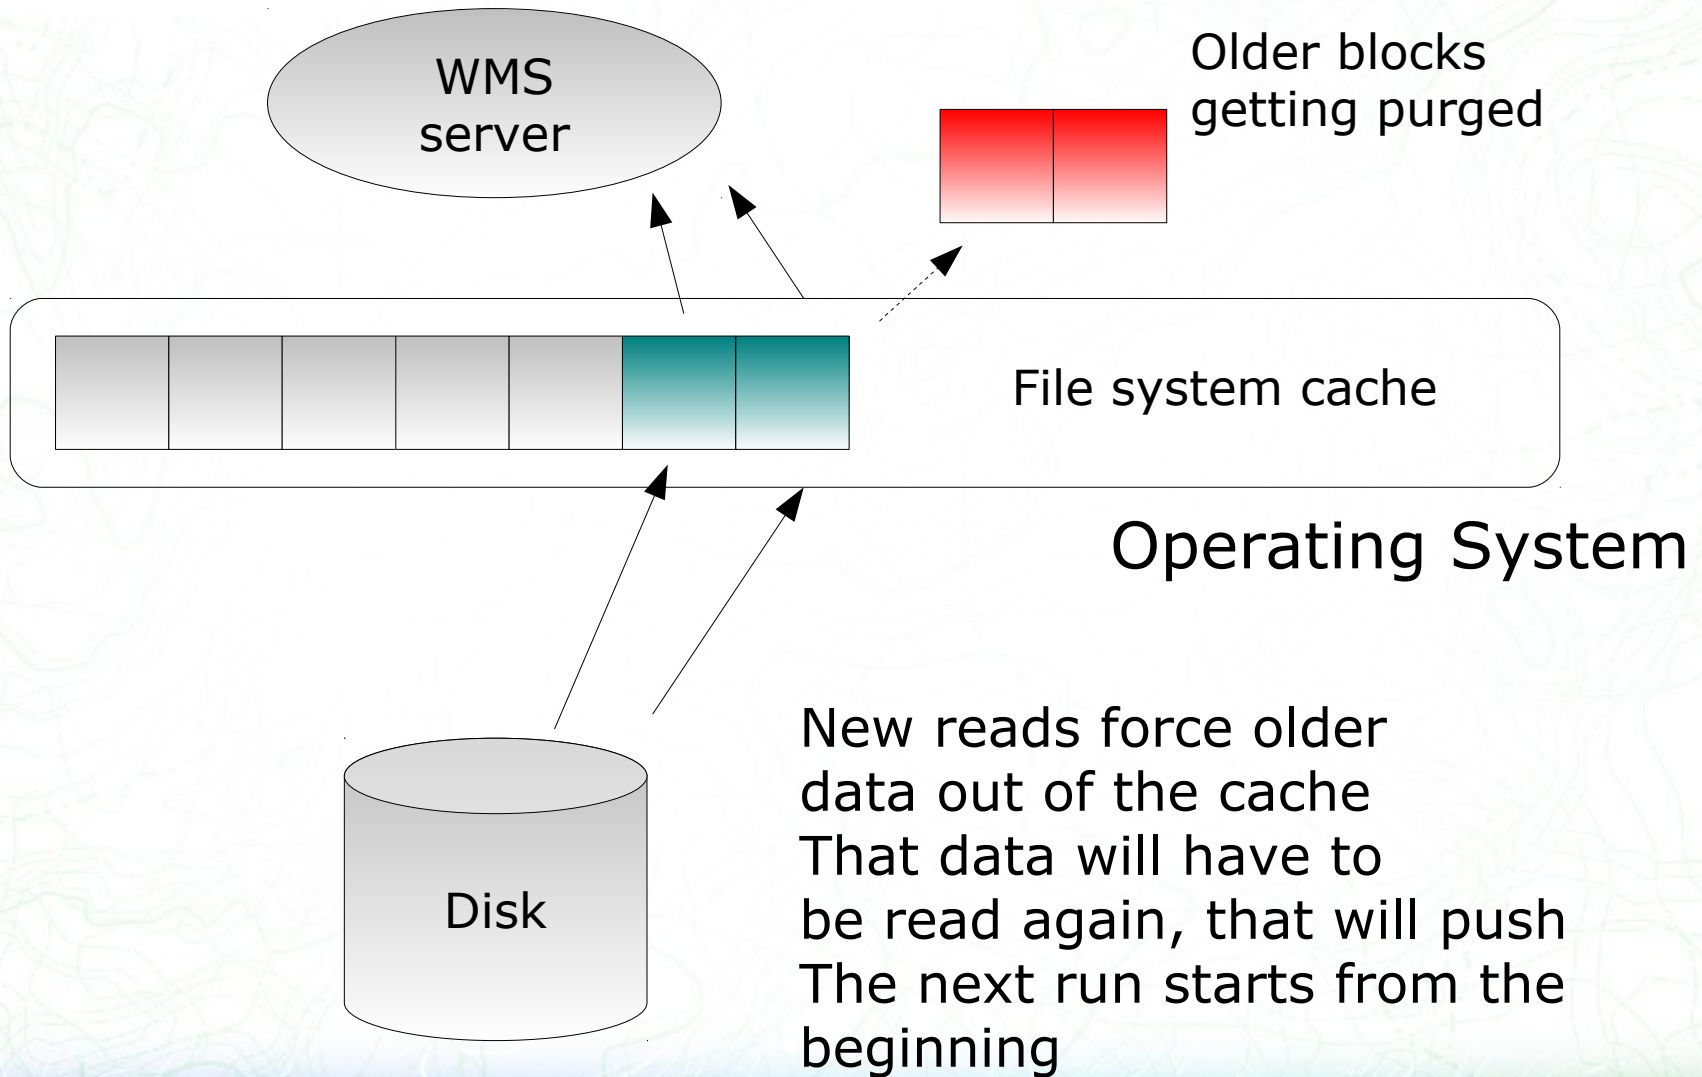 WMS
server
Older blocks
getting purged
File system cache
Operating System
Disk
New reads force older
data out of the cache
That data will have to
be read again, that will push
The next run starts from the
beginning